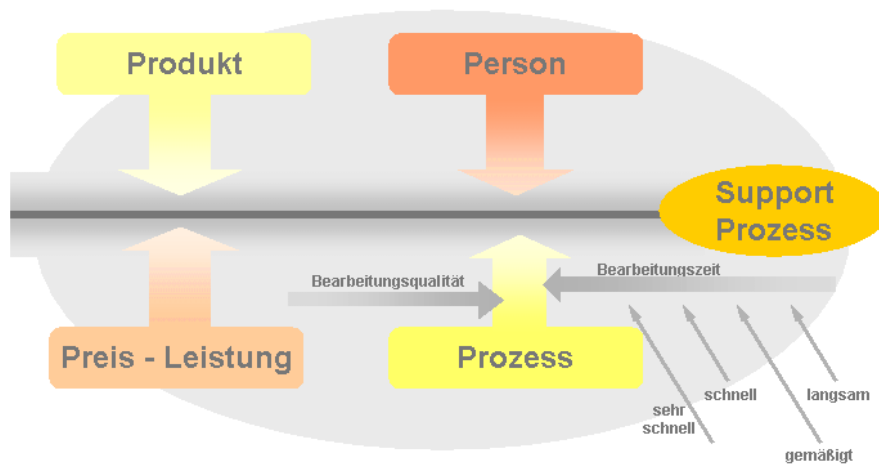 Produkt
Person
Support
Prozess
Bearbeitungsqualität
Bearbeitungszeit
Preis - Leistung
Prozess
sehr
schnell
schnell
gemäßigt
langsam